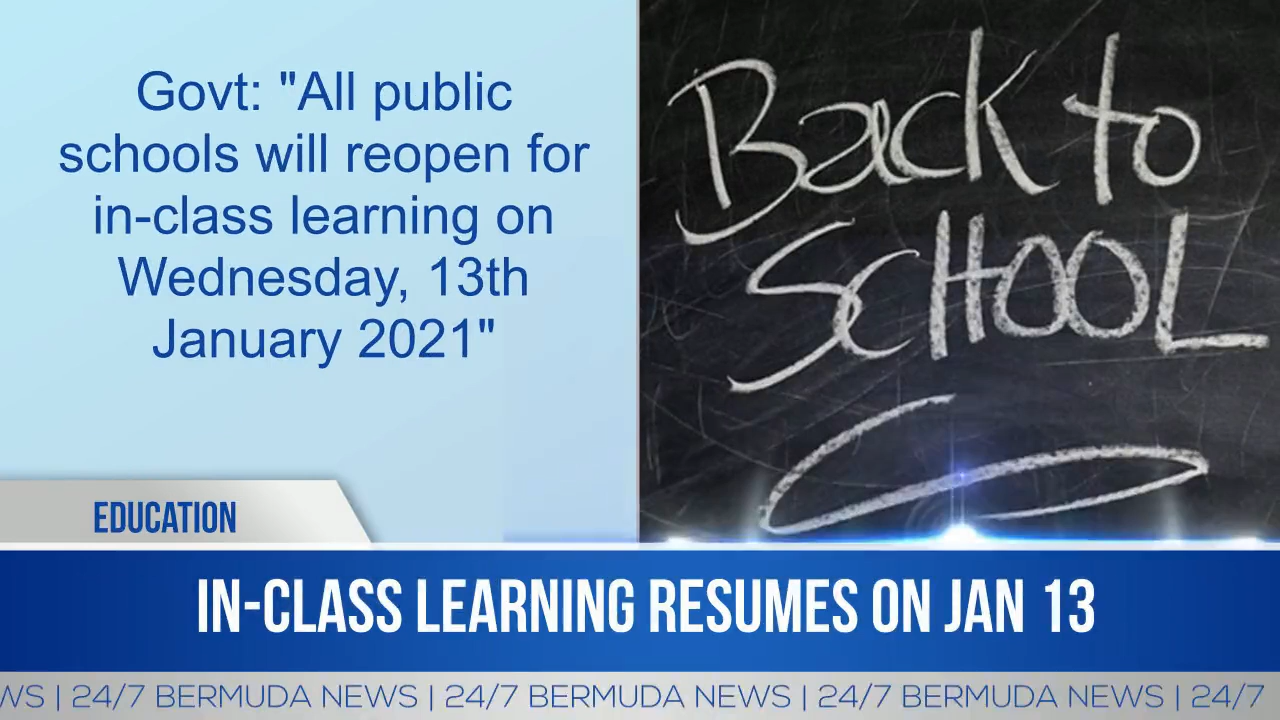 Govt: "All public
schools will reopen for
in-class learning on
Wednesday, 13th
January 2021"
Back to
SCHOOL
EDUCATION
IN-CLASS LEARNING RESUMES ON JAN 13
WS | 24/7 BERMUDA NEWS | 24/7 BERMUDA NEWS | 24/7 BERMUDA NEWS | 24/7